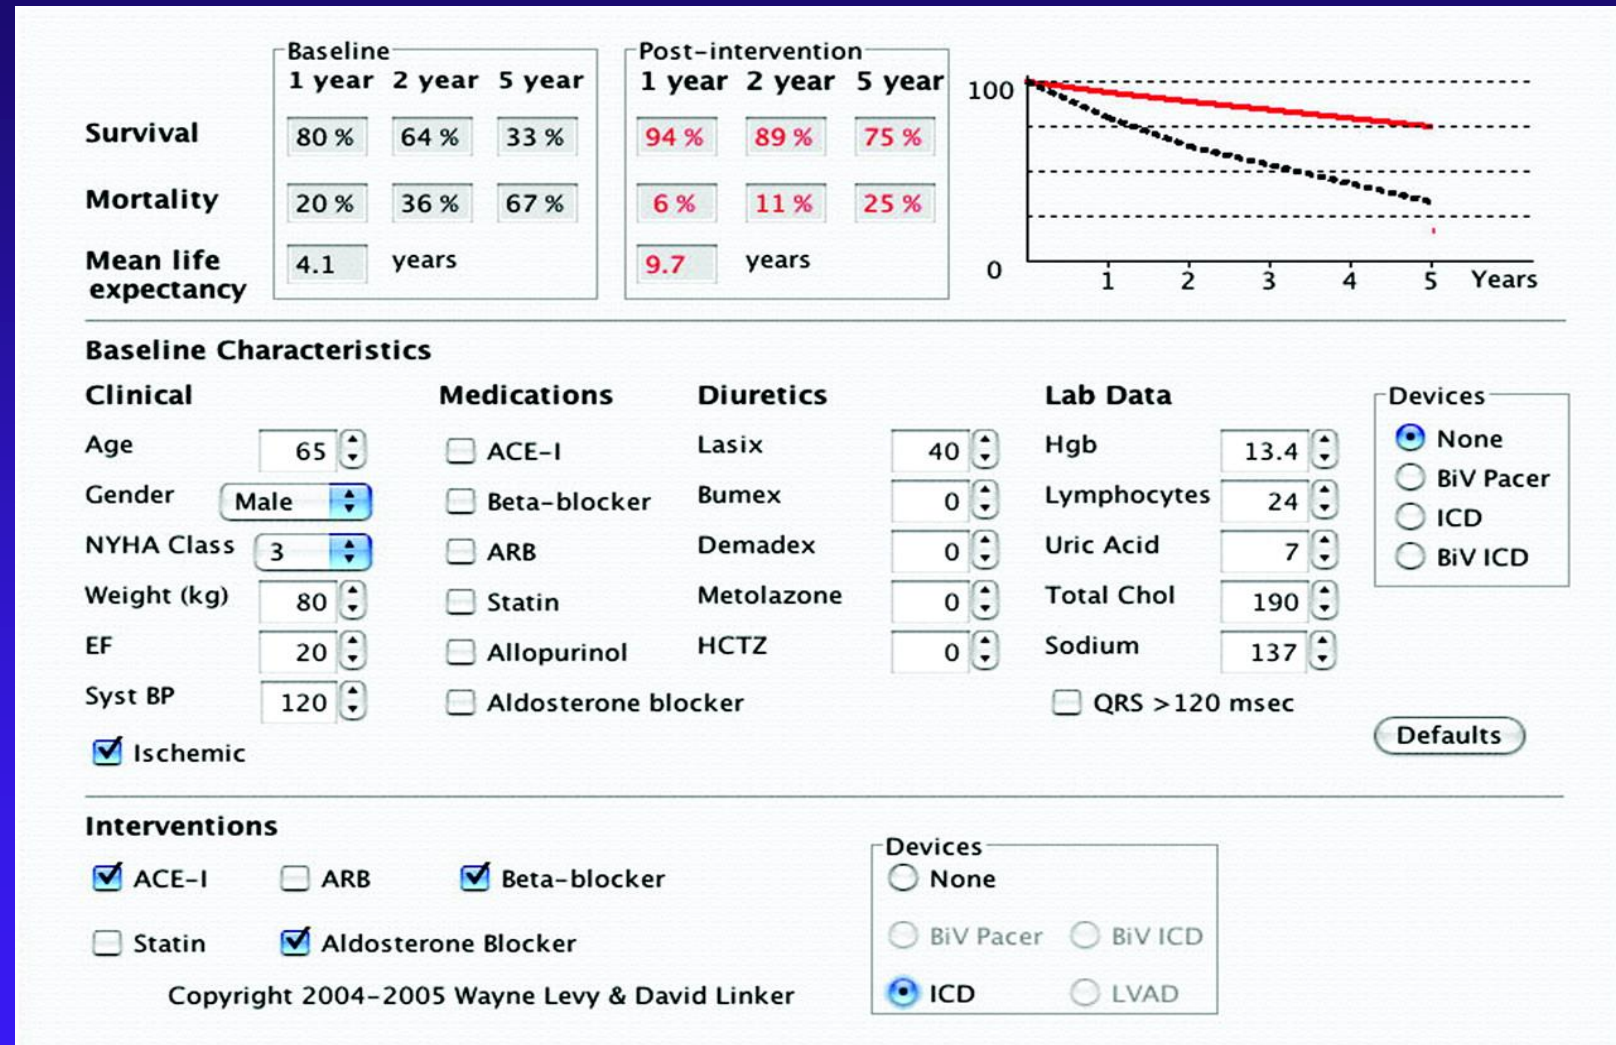 Baseline Post-intervention
1 year 2 year 5 year 1 year 2 year 5 year
100
Survival 80 % 64 % 33 % 94 % 89 % 75 %
Mortality 20 % 36 % 67 % 6 % 11 % 25 %
Mean life expectancy 4.1 years 9.7 years
0
1 2 3 4 5 Years
Baseline Characteristics
Clinical Medications Diuretics Lab Data Devices
Age 65 ACE-I Lasix 40 Hgb 13.4 None
Gender Male Beta-blocker Bumex 0 Lymphocytes 24 BiV Pacer
NYHA Class 3 ARB Demadex 0 Uric Acid 7 ICD
BiV ICD
Weight (kg) 80 Statin Metolazone 0 Total Chol 190
EF 20 Allopurinol HCTZ 0 Sodium 137
Syst BP 120 Aldosterone blocker QRS >120 msec
Defaults
Ischemic
Interventions
Devices
ACE-I ARB Beta-blocker None
Statin Aldosterone Blocker BiV Pacer BiV ICD
Copyright 2004-2005 Wayne Levy & David Linker ICD LVAD